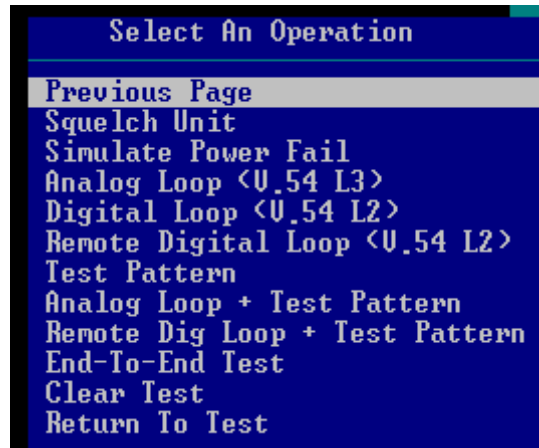 Select An Operation
Previous Page
Squelch Unit
Simulate Power Fail
Analog Loop <V.54 L3>
Digital Loop <V.54 L2>
Remote Digital Loop <V.54 L2>
Test Pattern
Analog Loop + Test Pattern
Remote Dig Loop + Test Pattern
End-To-End Test
Clear Test
Return To Test